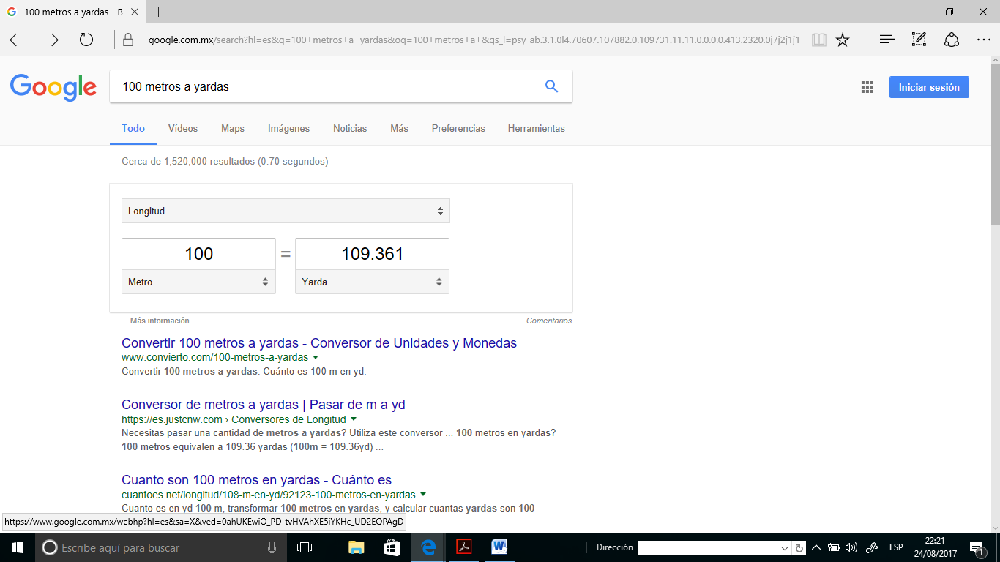 100 metros a yardas - B
google.com.mx/search?hl=es&q=100+metros+a+yardas&oq=100+metros+a+&gs_l=psy-ab.3.1.0l4.70607.107882.0.109731.11.11.0.0.0.0.413.2320.0j7j2j1j1
Google
100 metros a yardas
Iniciar sesión
Todo Vídeos Maps Imágenes Noticias Más Preferencias Herramientas
Cerca de 1,520,000 resultados (0.70 segundos)
Longitud
100 = 109.361
Metro Yarda
Más información Comentarios
Convertir 100 metros a yardas - Conversor de Unidades y Monedas
www.convierto.com/100-metros-a-yardas
Convertir 100 metros a yardas. Cuánto es 100 m en yd.
Conversor de metros a yardas | Pasar de m a yd
https://es.justcnw.com › Conversores de Longitud
Necesitas pasar una cantidad de metros a yardas? Utiliza este conversor ... 100 metros en yardas?
100 metros equivalen a 109.36 yardas (100m = 109.36yd) ...
Cuanto son 100 metros en yardas - Cuánto es
cuantoes.net/longitud/108-m-en-yd/92123-100-metros-en-yardas
Cuanto es en yd 100 m, transformar 100 metros en yardas, y calcular cuantas yardas son 100
https://www.google.com.mx/webhp?hl=es&sa=X&ved=0ahUKEwiO_PD-tvHVAhXE5iYKHc_UD2EQPAgD
Escribe aquí para buscar
Dirección
ESP
22:21
24/08/2017
1